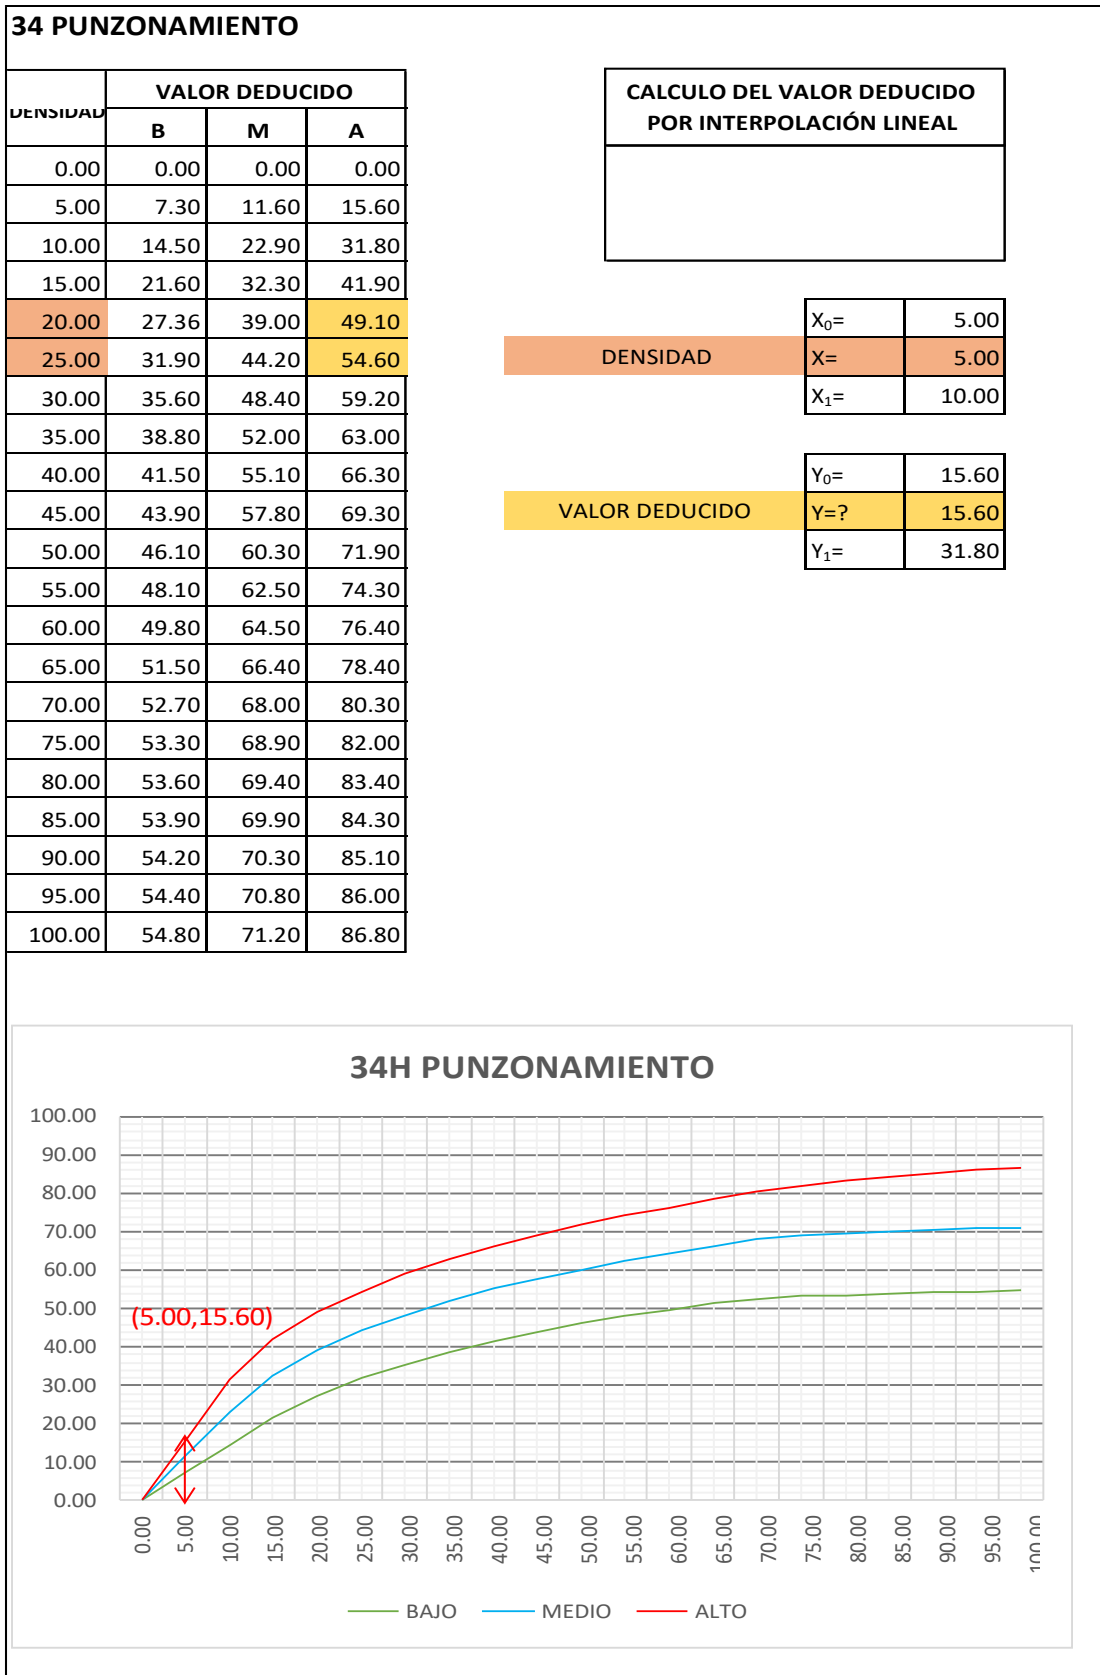 34 PUNZONAMIENTO
DENSIDAD VALOR DEDUCIDO
B M A
0.00 0.00 0.00 0.00
5.00 7.30 11.60 15.60
10.00 14.50 22.90 31.80
15.00 21.60 32.30 41.90
20.00 27.36 39.00 49.10
25.00 31.90 44.20 54.60
30.00 35.60 48.40 59.20
35.00 38.80 52.00 63.00
40.00 41.50 55.10 66.30
45.00 43.90 57.80 69.30
50.00 46.10 60.30 71.90
55.00 48.10 62.50 74.30
60.00 49.80 64.50 76.40
65.00 51.50 66.40 78.40
70.00 52.70 68.00 80.30
75.00 53.30 68.90 82.00
80.00 53.60 69.40 83.40
85.00 53.90 69.90 84.30
90.00 54.20 70.30 85.10
95.00 54.40 70.80 86.00
100.00 54.80 71.20 86.80
CALCULO DEL VALOR DEDUCIDO
POR INTERPOLACIÓN LINEAL
X₀= 5.00
DENSIDAD X= 5.00
X₁= 10.00
Y₀= 15.60
VALOR DEDUCIDO Y=? 15.60
Y₁= 31.80
34H PUNZONAMIENTO
100.00
90.00
80.00
70.00
60.00
50.00
40.00
30.00
20.00
10.00
0.00
(5.00,15.60)
0.00 5.00 10.00 15.00 20.00 25.00 30.00 35.00 40.00 45.00 50.00 55.00 60.00 65.00 70.00 75.00 80.00 85.00 90.00 95.00 100.00
BAJO MEDIO ALTO